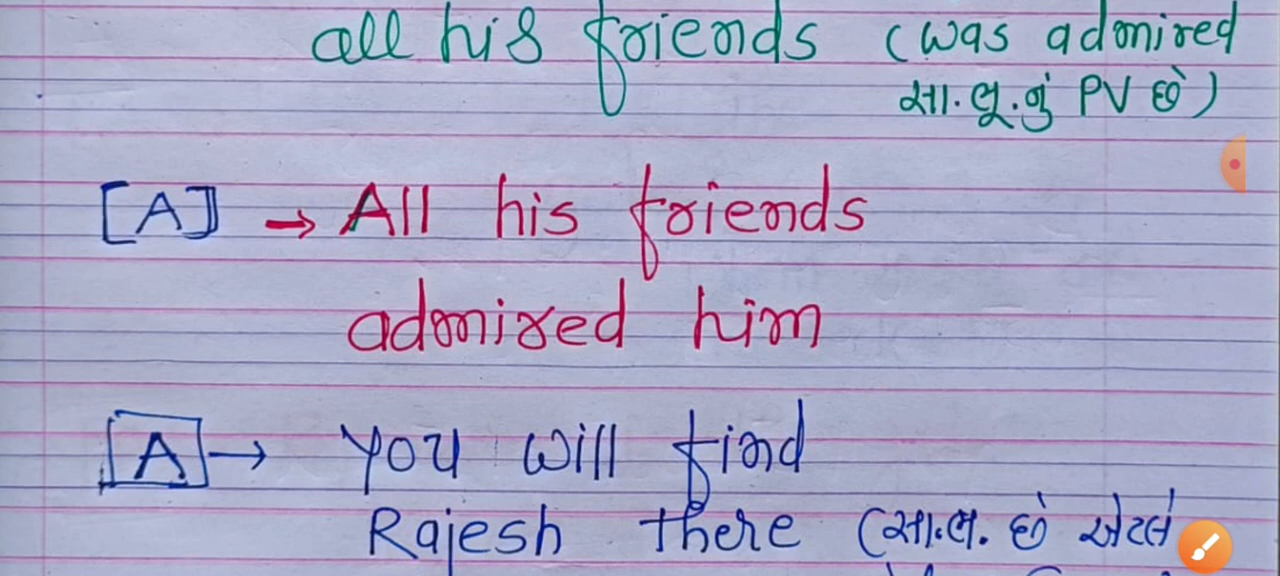 all his friends (was admired
સા.ભૂ.નું PV છે)
[A] → All his friends
admired him
A → you will find
Rajesh there (સા.ભ. છે એટલે